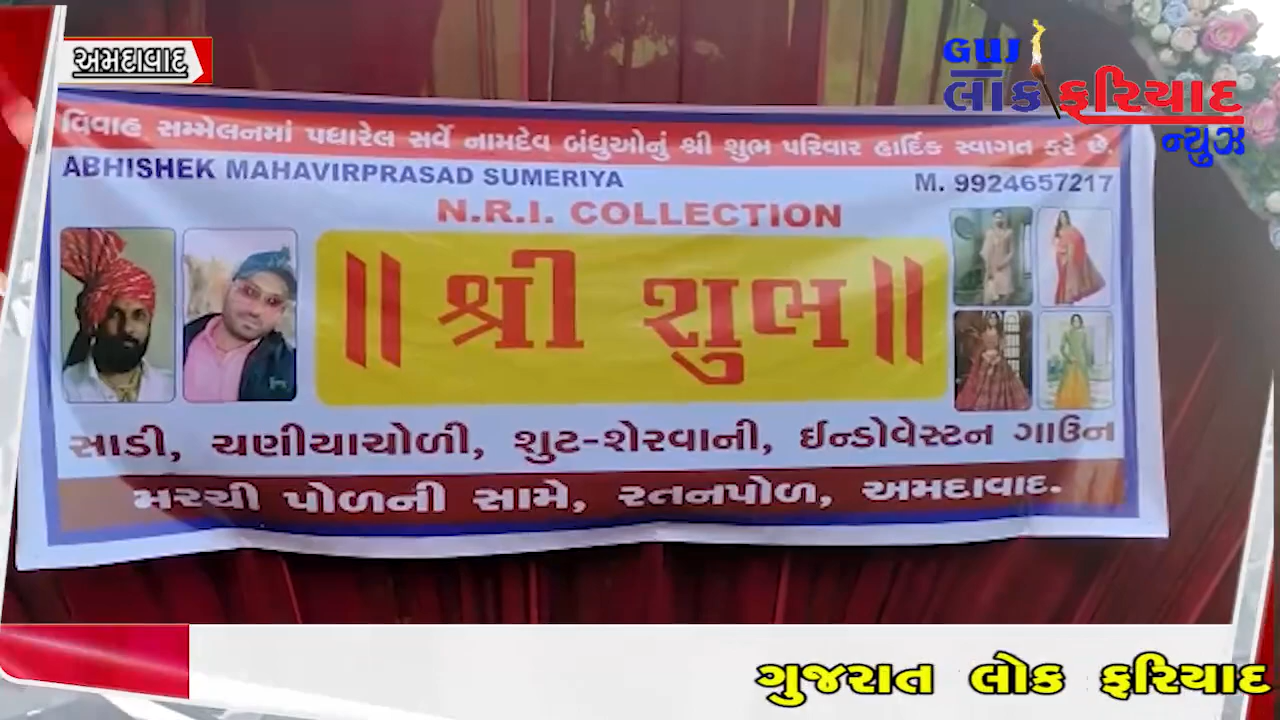 અમદાવાદ
GUJ
લોક ફરિયાદ
ન્યુઝ
વિવાહ સમ્મેલનમાં પધારેલ સર્વે નામદેવ બંધુઓનું શ્રી શુભ પરિવાર હાર્દિક સ્વાગત કરે છે.
ABHISHEK MAHAVIRPRASAD SUMERIYA M. 9924657217
N.R.I. COLLECTION
॥ શ્રી શુભ ॥
સાડી, ચણીયાચોળી, શુટ-શેરવાની, ઈન્ડોવેસ્ટન ગાઉન
મરચી પોળની સામે, રતનપોળ, અમદાવાદ.
ગુજરાત લોક ફરિયાદ